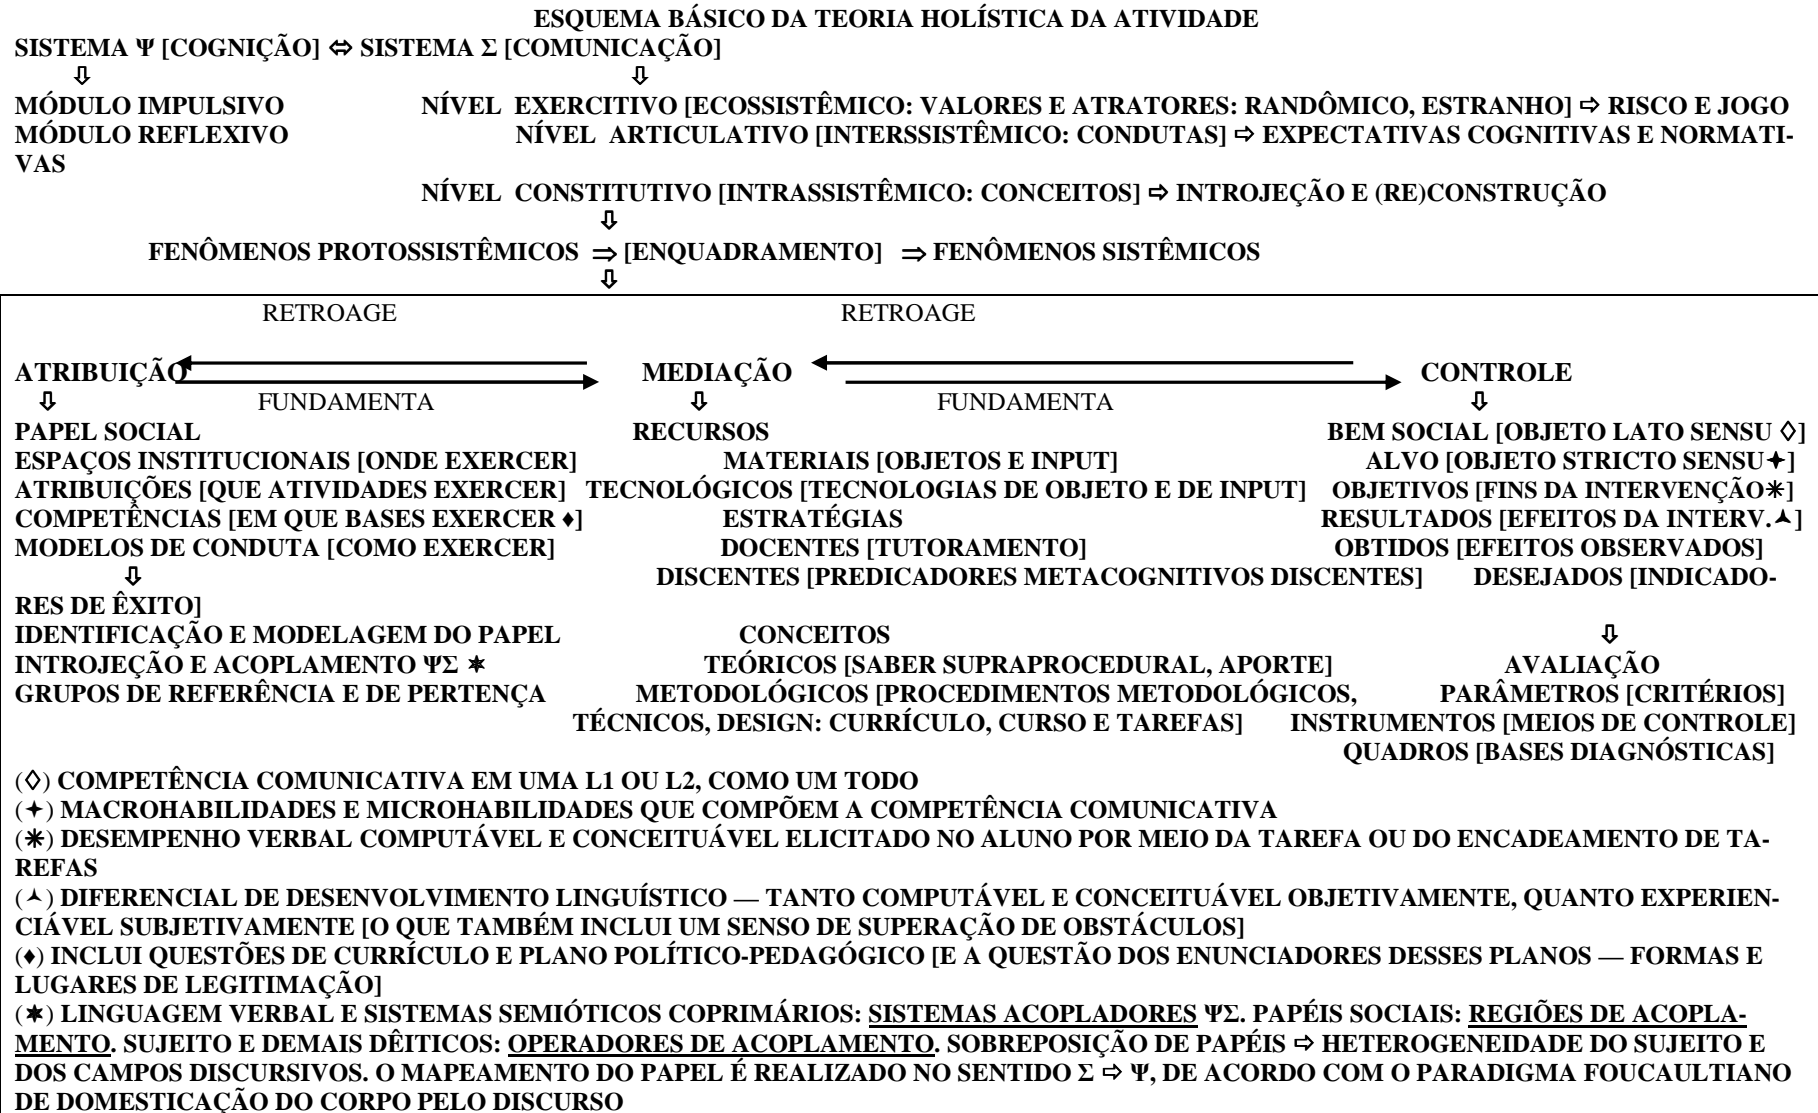 ESQUEMA BÁSICO DA TEORIA HOLÍSTICA DA ATIVIDADE
SISTEMA Ψ [COGNIÇÃO] ⇔ SISTEMA Σ [COMUNICAÇÃO]
⇩ ⇩
MÓDULO IMPULSIVO NÍVEL EXERCITIVO [ECOSSISTÊMICO: VALORES E ATRATORES: RANDÔMICO, ESTRANHO] ⇨ RISCO E JOGO
MÓDULO REFLEXIVO NÍVEL ARTICULATIVO [INTERSSISTÊMICO: CONDUTAS] ⇨ EXPECTATIVAS COGNITIVAS E NORMATI-
VAS
NÍVEL CONSTITUTIVO [INTRASSISTÊMICO: CONCEITOS] ⇨ INTROJEÇÃO E (RE)CONSTRUÇÃO
⇩
FENÔMENOS PROTOSSISTÊMICOS ⇒ [ENQUADRAMENTO] ⇒ FENÔMENOS SISTÊMICOS
⇩
RETROAGE RETROAGE
ATRIBUIÇÃO MEDIAÇÃO CONTROLE
⇩ FUNDAMENTA ⇩ FUNDAMENTA ⇩
PAPEL SOCIAL RECURSOS BEM SOCIAL [OBJETO LATO SENSU ◊]
ESPAÇOS INSTITUCIONAIS [ONDE EXERCER] MATERIAIS [OBJETOS E INPUT] ALVO [OBJETO STRICTO SENSU✦]
ATRIBUIÇÕES [QUE ATIVIDADES EXERCER] TECNOLÓGICOS [TECNOLOGIAS DE OBJETO E DE INPUT] OBJETIVOS [FINS DA INTERVENÇÃO✳]
COMPETÊNCIAS [EM QUE BASES EXERCER ♦] ESTRATÉGIAS RESULTADOS [EFEITOS DA INTERV.⮝]
MODELOS DE CONDUTA [COMO EXERCER] DOCENTES [TUTORAMENTO] OBTIDOS [EFEITOS OBSERVADOS]
⇩ DISCENTES [PREDICADORES METACOGNITIVOS DISCENTES] DESEJADOS [INDICADO-
RES DE ÊXITO]
IDENTIFICAÇÃO E MODELAGEM DO PAPEL CONCEITOS ⇩
INTROJEÇÃO E ACOPLAMENTO ΨΣ ✷ TEÓRICOS [SABER SUPRAPROCEDURAL, APORTE] AVALIAÇÃO
GRUPOS DE REFERÊNCIA E DE PERTENÇA METODOLÓGICOS [PROCEDIMENTOS METODOLÓGICOS, PARÂMETROS [CRITÉRIOS]
TÉCNICOS, DESIGN: CURRÍCULO, CURSO E TAREFAS] INSTRUMENTOS [MEIOS DE CONTROLE]
QUADROS [BASES DIAGNÓSTICAS]
(◊) COMPETÊNCIA COMUNICATIVA EM UMA L1 OU L2, COMO UM TODO
(✦) MACROHABILIDADES E MICROHABILIDADES QUE COMPÕEM A COMPETÊNCIA COMUNICATIVA
(✳) DESEMPENHO VERBAL COMPUTÁVEL E CONCEITUÁVEL ELICITADO NO ALUNO POR MEIO DA TAREFA OU DO ENCADEAMENTO DE TA-
REFAS
(⮝) DIFERENCIAL DE DESENVOLVIMENTO LINGUÍSTICO — TANTO COMPUTÁVEL E CONCEITUÁVEL OBJETIVAMENTE, QUANTO EXPERIEN-
CIÁVEL SUBJETIVAMENTE [O QUE TAMBÉM INCLUI UM SENSO DE SUPERAÇÃO DE OBSTÁCULOS]
(♦) INCLUI QUESTÕES DE CURRÍCULO E PLANO POLÍTICO-PEDAGÓGICO [E A QUESTÃO DOS ENUNCIADORES DESSES PLANOS — FORMAS E
LUGARES DE LEGITIMAÇÃO]
(✷) LINGUAGEM VERBAL E SISTEMAS SEMIÓTICOS COPRIMÁRIOS: SISTEMAS ACOPLADORES ΨΣ. PAPÉIS SOCIAIS: REGIÕES DE ACOPLA-
MENTO. SUJEITO E DEMAIS DÊITICOS: OPERADORES DE ACOPLAMENTO. SOBREPOSIÇÃO DE PAPÉIS ⇨ HETEROGENEIDADE DO SUJEITO E
DOS CAMPOS DISCURSIVOS. O MAPEAMENTO DO PAPEL É REALIZADO NO SENTIDO Σ ⇨ Ψ, DE ACORDO COM O PARADIGMA FOUCAULTIANO
DE DOMESTICAÇÃO DO CORPO PELO DISCURSO